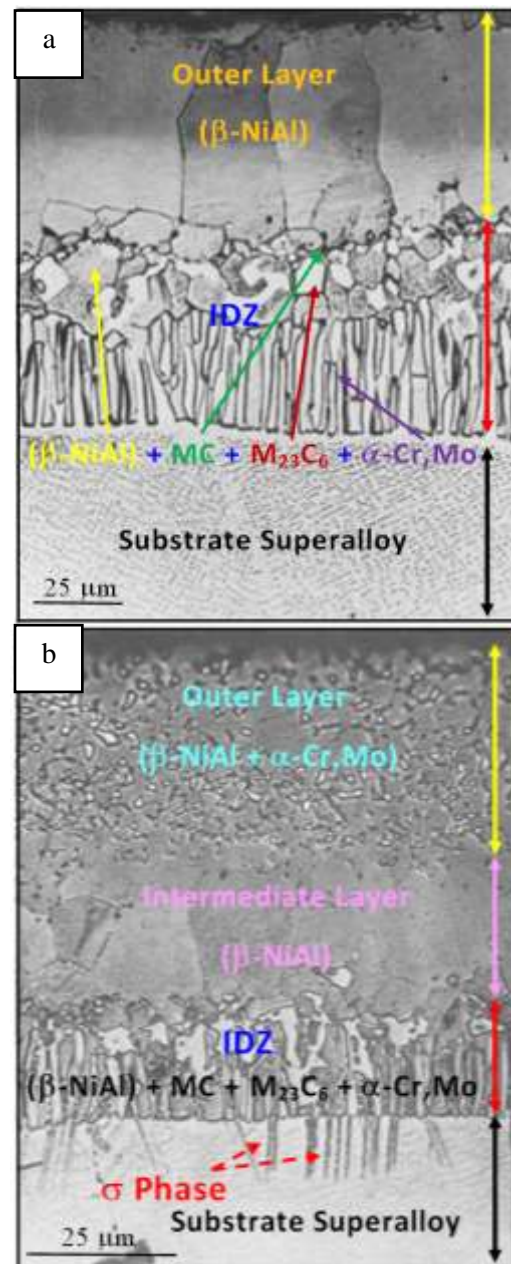 a
Outer Layer
(β-NiAl)
IDZ
(β-NiAl) + MC + M₂₃C₆ + α-Cr,Mo
Substrate Superalloy
25 μm
b
Outer Layer
(β-NiAl + α-Cr,Mo)
Intermediate Layer
(β-NiAl)
IDZ
(β-NiAl) + MC + M₂₃C₆ + α-Cr,Mo
σ Phase
Substrate Superalloy
25 μm